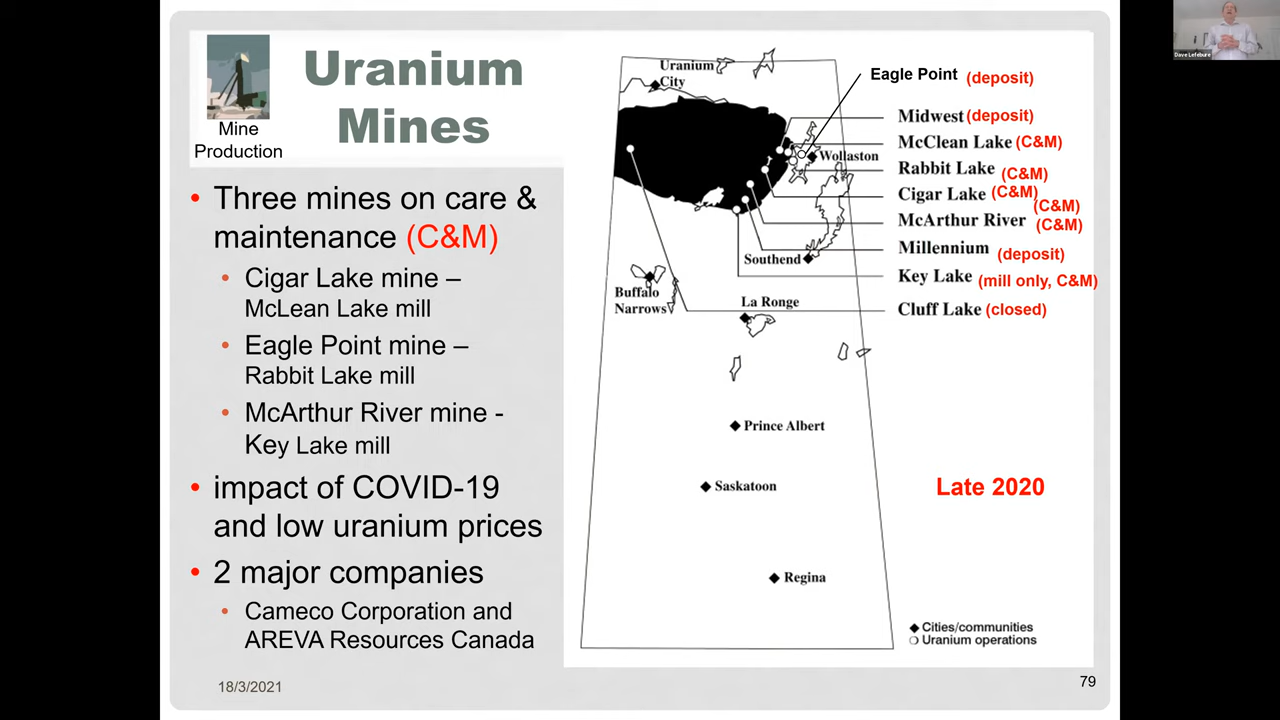 Uranium
Mines
Mine
Production
• Three mines on care &
maintenance (C&M)
• Cigar Lake mine –
McLean Lake mill
• Eagle Point mine –
Rabbit Lake mill
• McArthur River mine -
Key Lake mill
• impact of COVID-19
and low uranium prices
• 2 major companies
• Cameco Corporation and
AREVA Resources Canada
18/3/2021
Uranium
City
Eagle Point (deposit)
Midwest (deposit)
McClean Lake (C&M)
Wollaston
Rabbit Lake (C&M)
Cigar Lake (C&M)
(C&M)
McArthur River (C&M)
Millennium (deposit)
Southend
Key Lake (mill only, C&M)
Buffalo
Narrows
La Ronge
Cluff Lake (closed)
Prince Albert
Saskatoon
Late 2020
Regina
Cities/communities
Uranium operations
79
Dave Lefebure